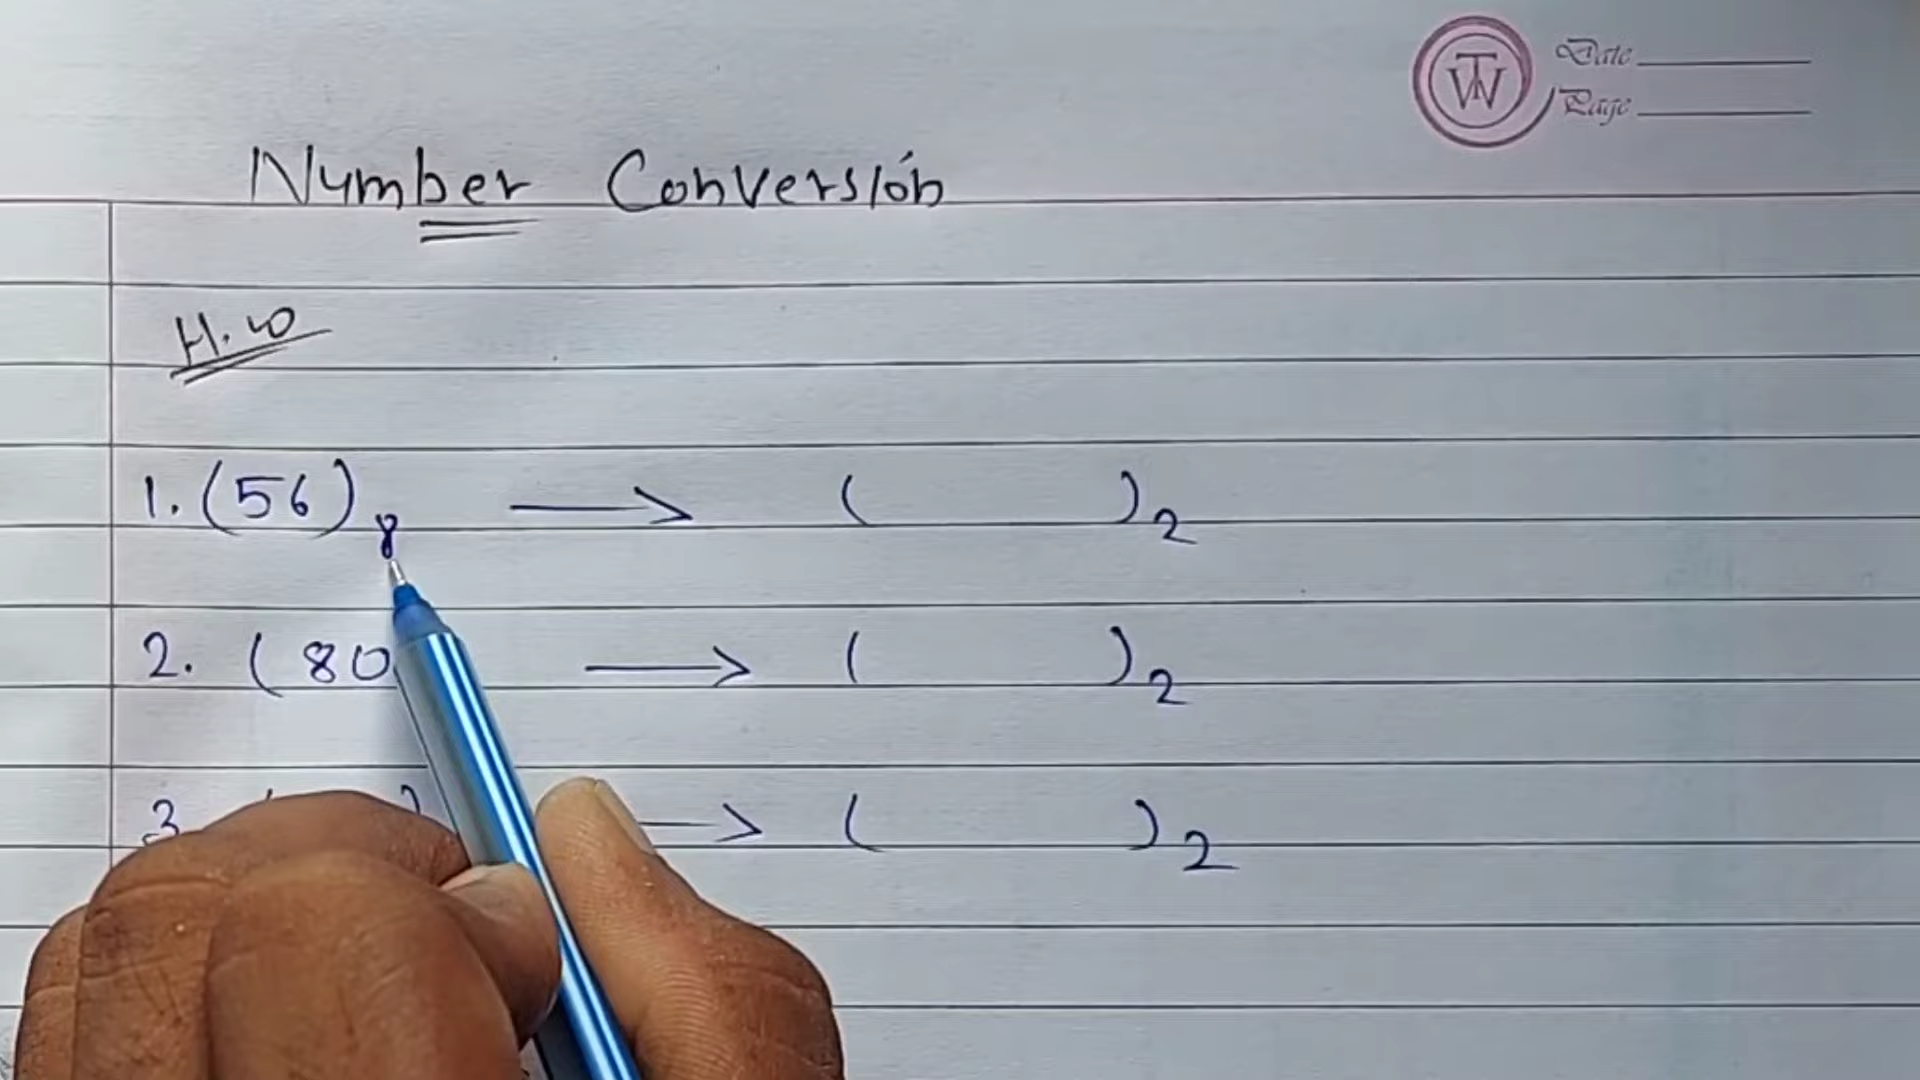 Date
Page
Number Conversion
H.W
1. (56)8 → ( )2
2. (80 → ( )2
3 ) → ( )2